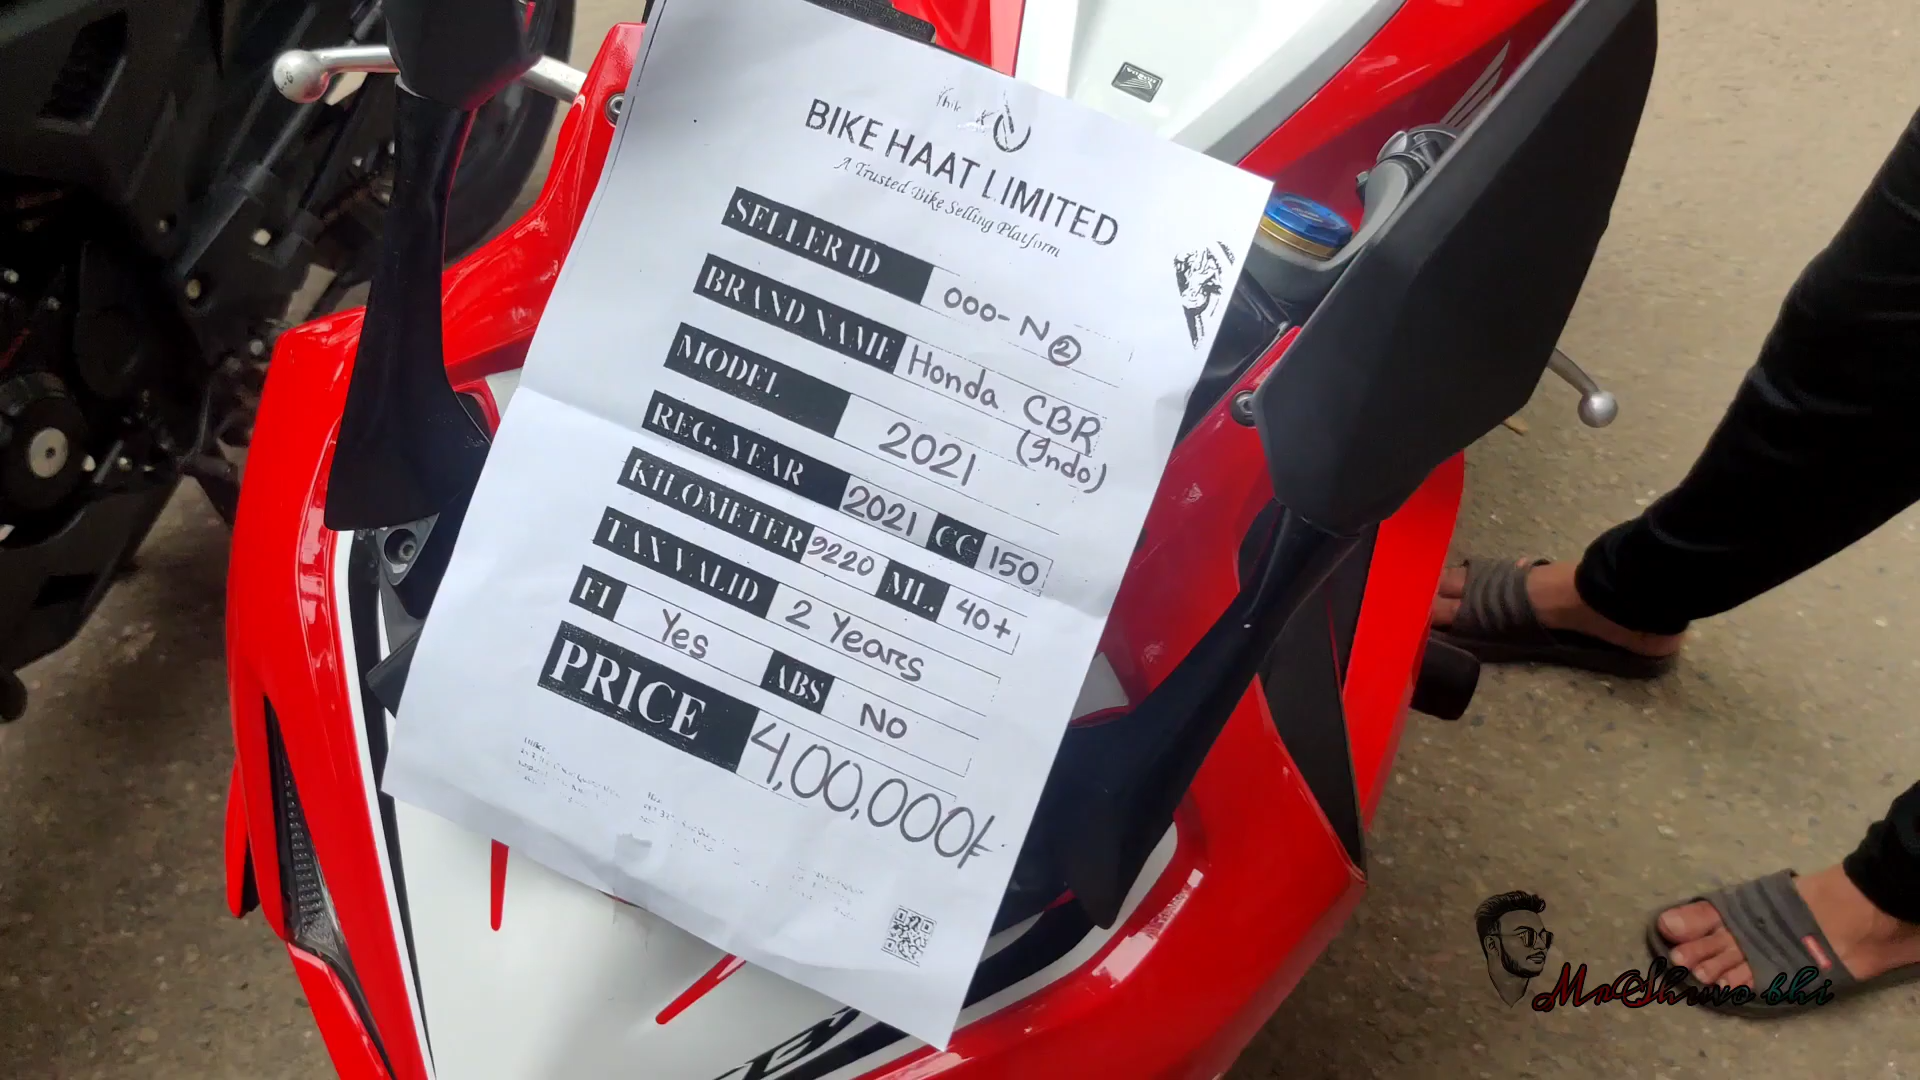 BIKE HAAT LIMITED
A Trusted Bike Selling Platform
SELLER ID 000-N②
BRAND NAME Honda CBR
(Indo)
MODEL 2021
REG. YEAR 2021 CC 150
KILOMETER 9220 ML. 40+
TAX VALID 2 Years
FI Yes ABS NO
PRICE 4,00,000/-
MrShuvo bhi